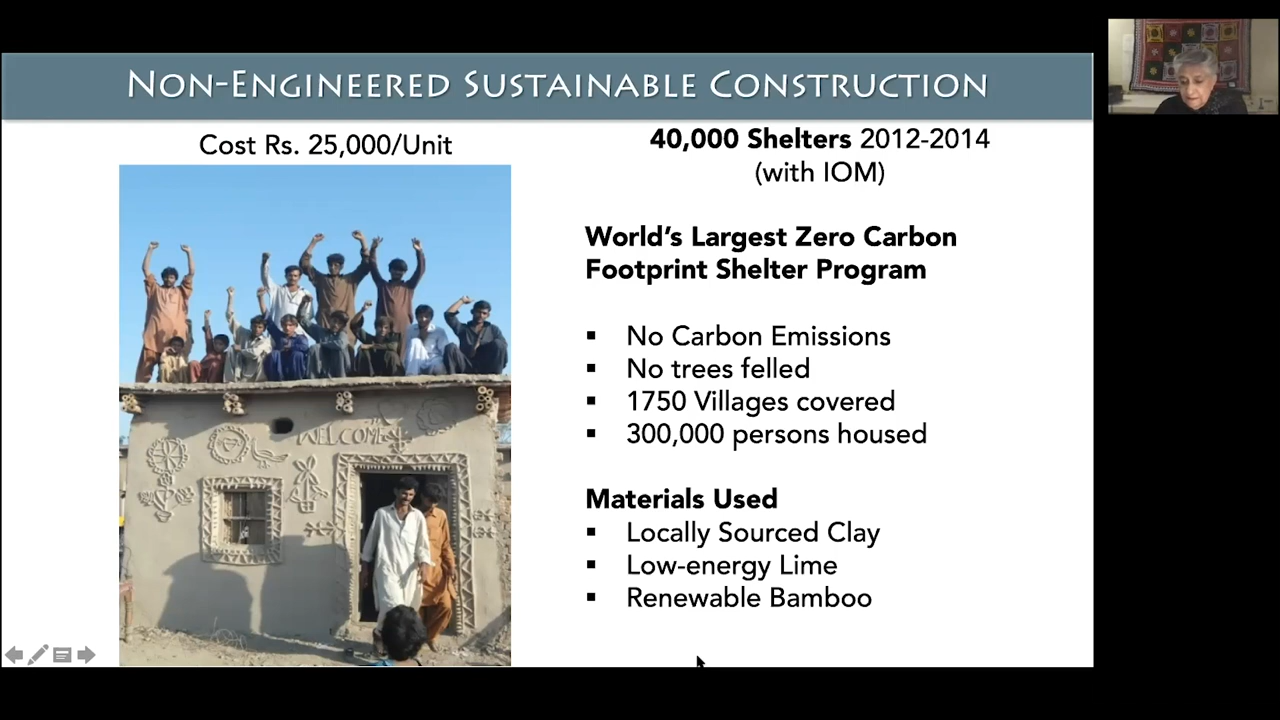 NON-ENGINEERED SUSTAINABLE CONSTRUCTION
Cost Rs. 25,000/Unit
WELCOME
40,000 Shelters 2012-2014
(with IOM)
World's Largest Zero Carbon
Footprint Shelter Program
▪ No Carbon Emissions
▪ No trees felled
▪ 1750 Villages covered
▪ 300,000 persons housed
Materials Used
▪ Locally Sourced Clay
▪ Low-energy Lime
▪ Renewable Bamboo